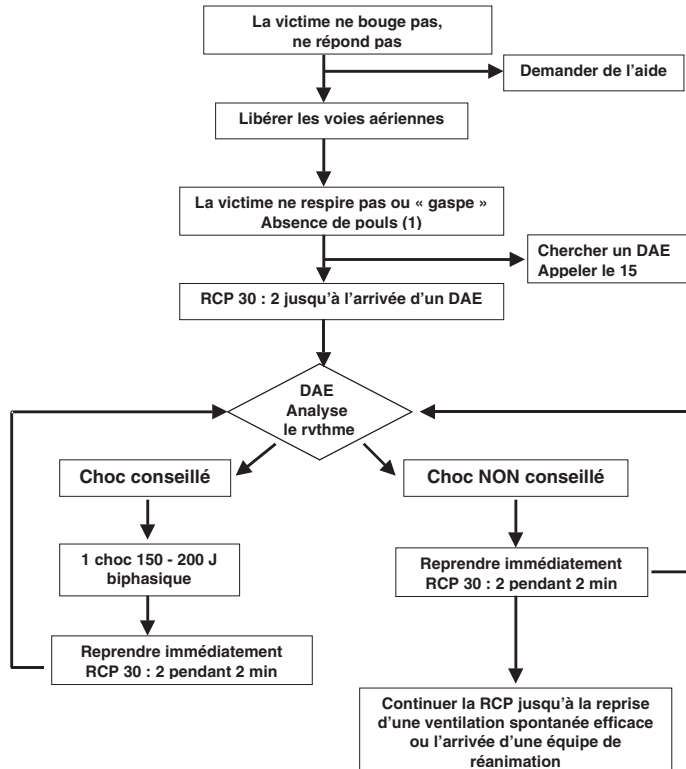 La victime ne bouge pas,
ne répond pas
Demander de l'aide
Libérer les voies aériennes
La victime ne respire pas ou « gaspe »
Absence de pouls (1)
Chercher un DAE
Appeler le 15
RCP 30 : 2 jusqu'à l'arrivée d'un DAE
DAE
Analyse
le rvthme
Choc conseillé
Choc NON conseillé
1 choc 150 - 200 J
biphasique
Reprendre immédiatement
RCP 30 : 2 pendant 2 min
Reprendre immédiatement
RCP 30 : 2 pendant 2 min
Continuer la RCP jusqu'à la reprise
d'une ventilation spontanée efficace
ou l'arrivée d'une équipe de
réanimation